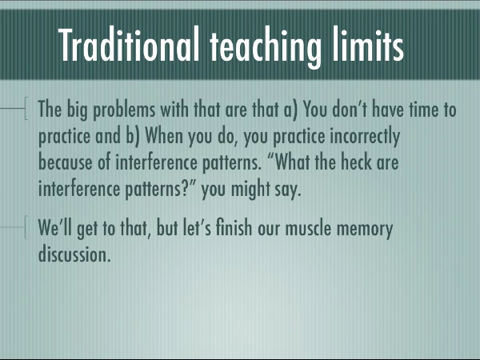 Traditional teaching limits
The big problems with that are that a) You don't have time to
practice and b) When you do, you practice incorrectly
because of interference patterns. “What the heck are
interference patterns?” you might say.
We'll get to that, but let's finish our muscle memory
discussion.